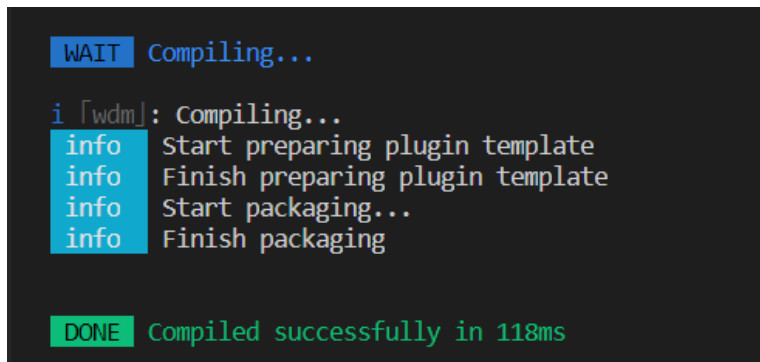 WAIT Compiling...
i ｢wdm｣: Compiling...
info Start preparing plugin template
info Finish preparing plugin template
info Start packaging...
info Finish packaging
DONE Compiled successfully in 118ms